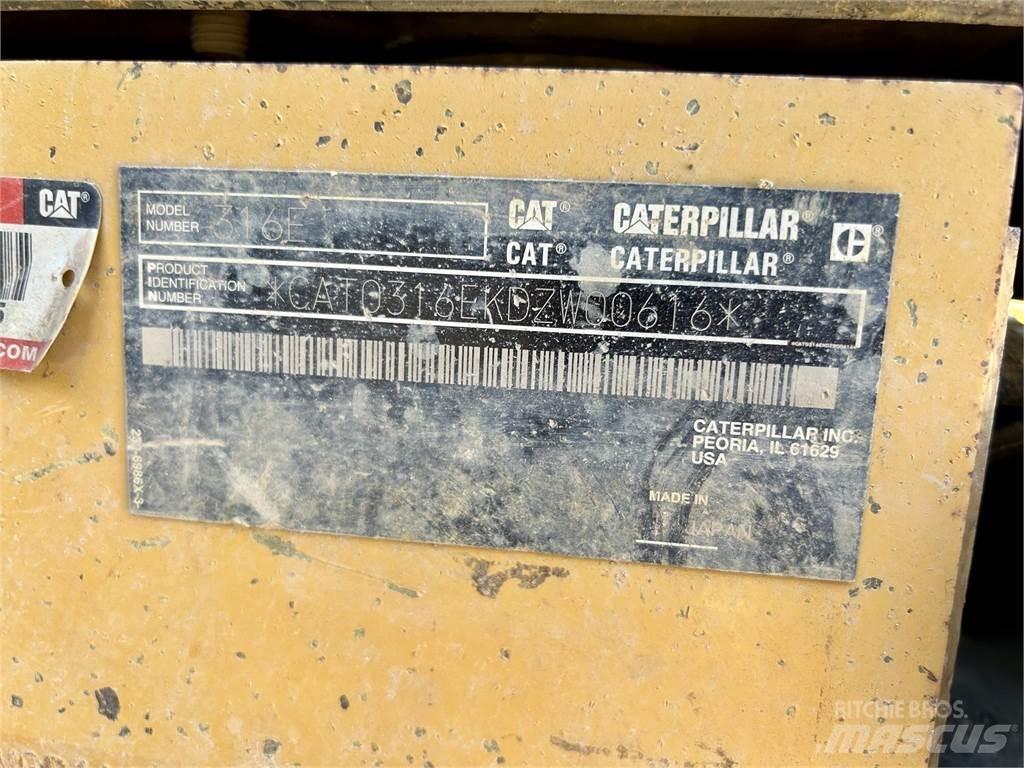 CAT®
COM
MODEL
NUMBER
316E
CAT® CATERPILLAR ®
CAT® CATERPILLAR®
PRODUCT
IDENTIFICATION
NUMBER
*CAT0316EKDZW00616*
CATERPILLAR INC.
PEORIA, IL 61629
USA
MADE IN
JAPAN
RITCHIE BROS.
MASCUS